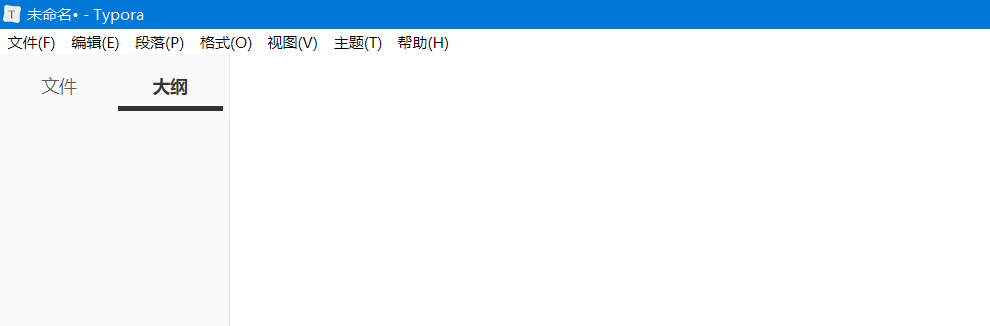 未命名• - Typora
文件(F) 编辑(E) 段落(P) 格式(O) 视图(V) 主题(T) 帮助(H)
文件 大纲